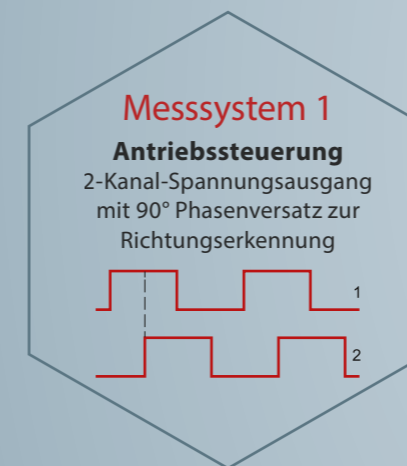 Messsystem 1
Antriebssteuerung
2-Kanal-Spannungsausgang
mit 90° Phasenversatz zur
Richtungserkennung
1
2